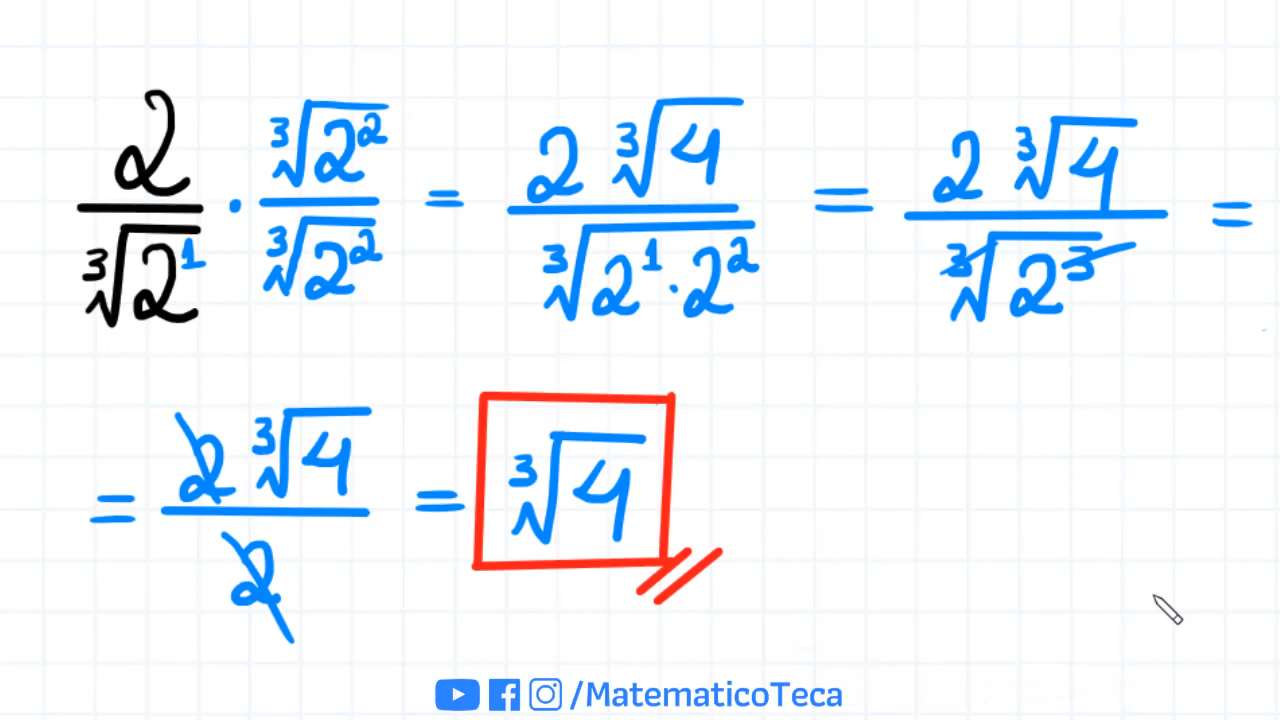 2/∛2¹ · ∛2²/∛2² = 2∛4/∛(2¹·2²) = 2∛4/∛2³ =
= 2∛4/2 = ∛4
/MatematicoTeca